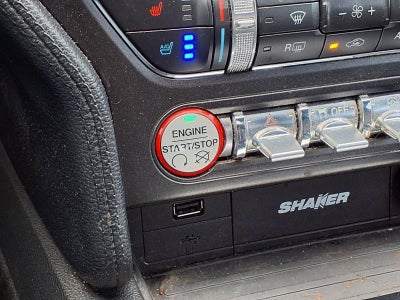 R
A
ENGINE
START/STOP
OFF
SHAKER